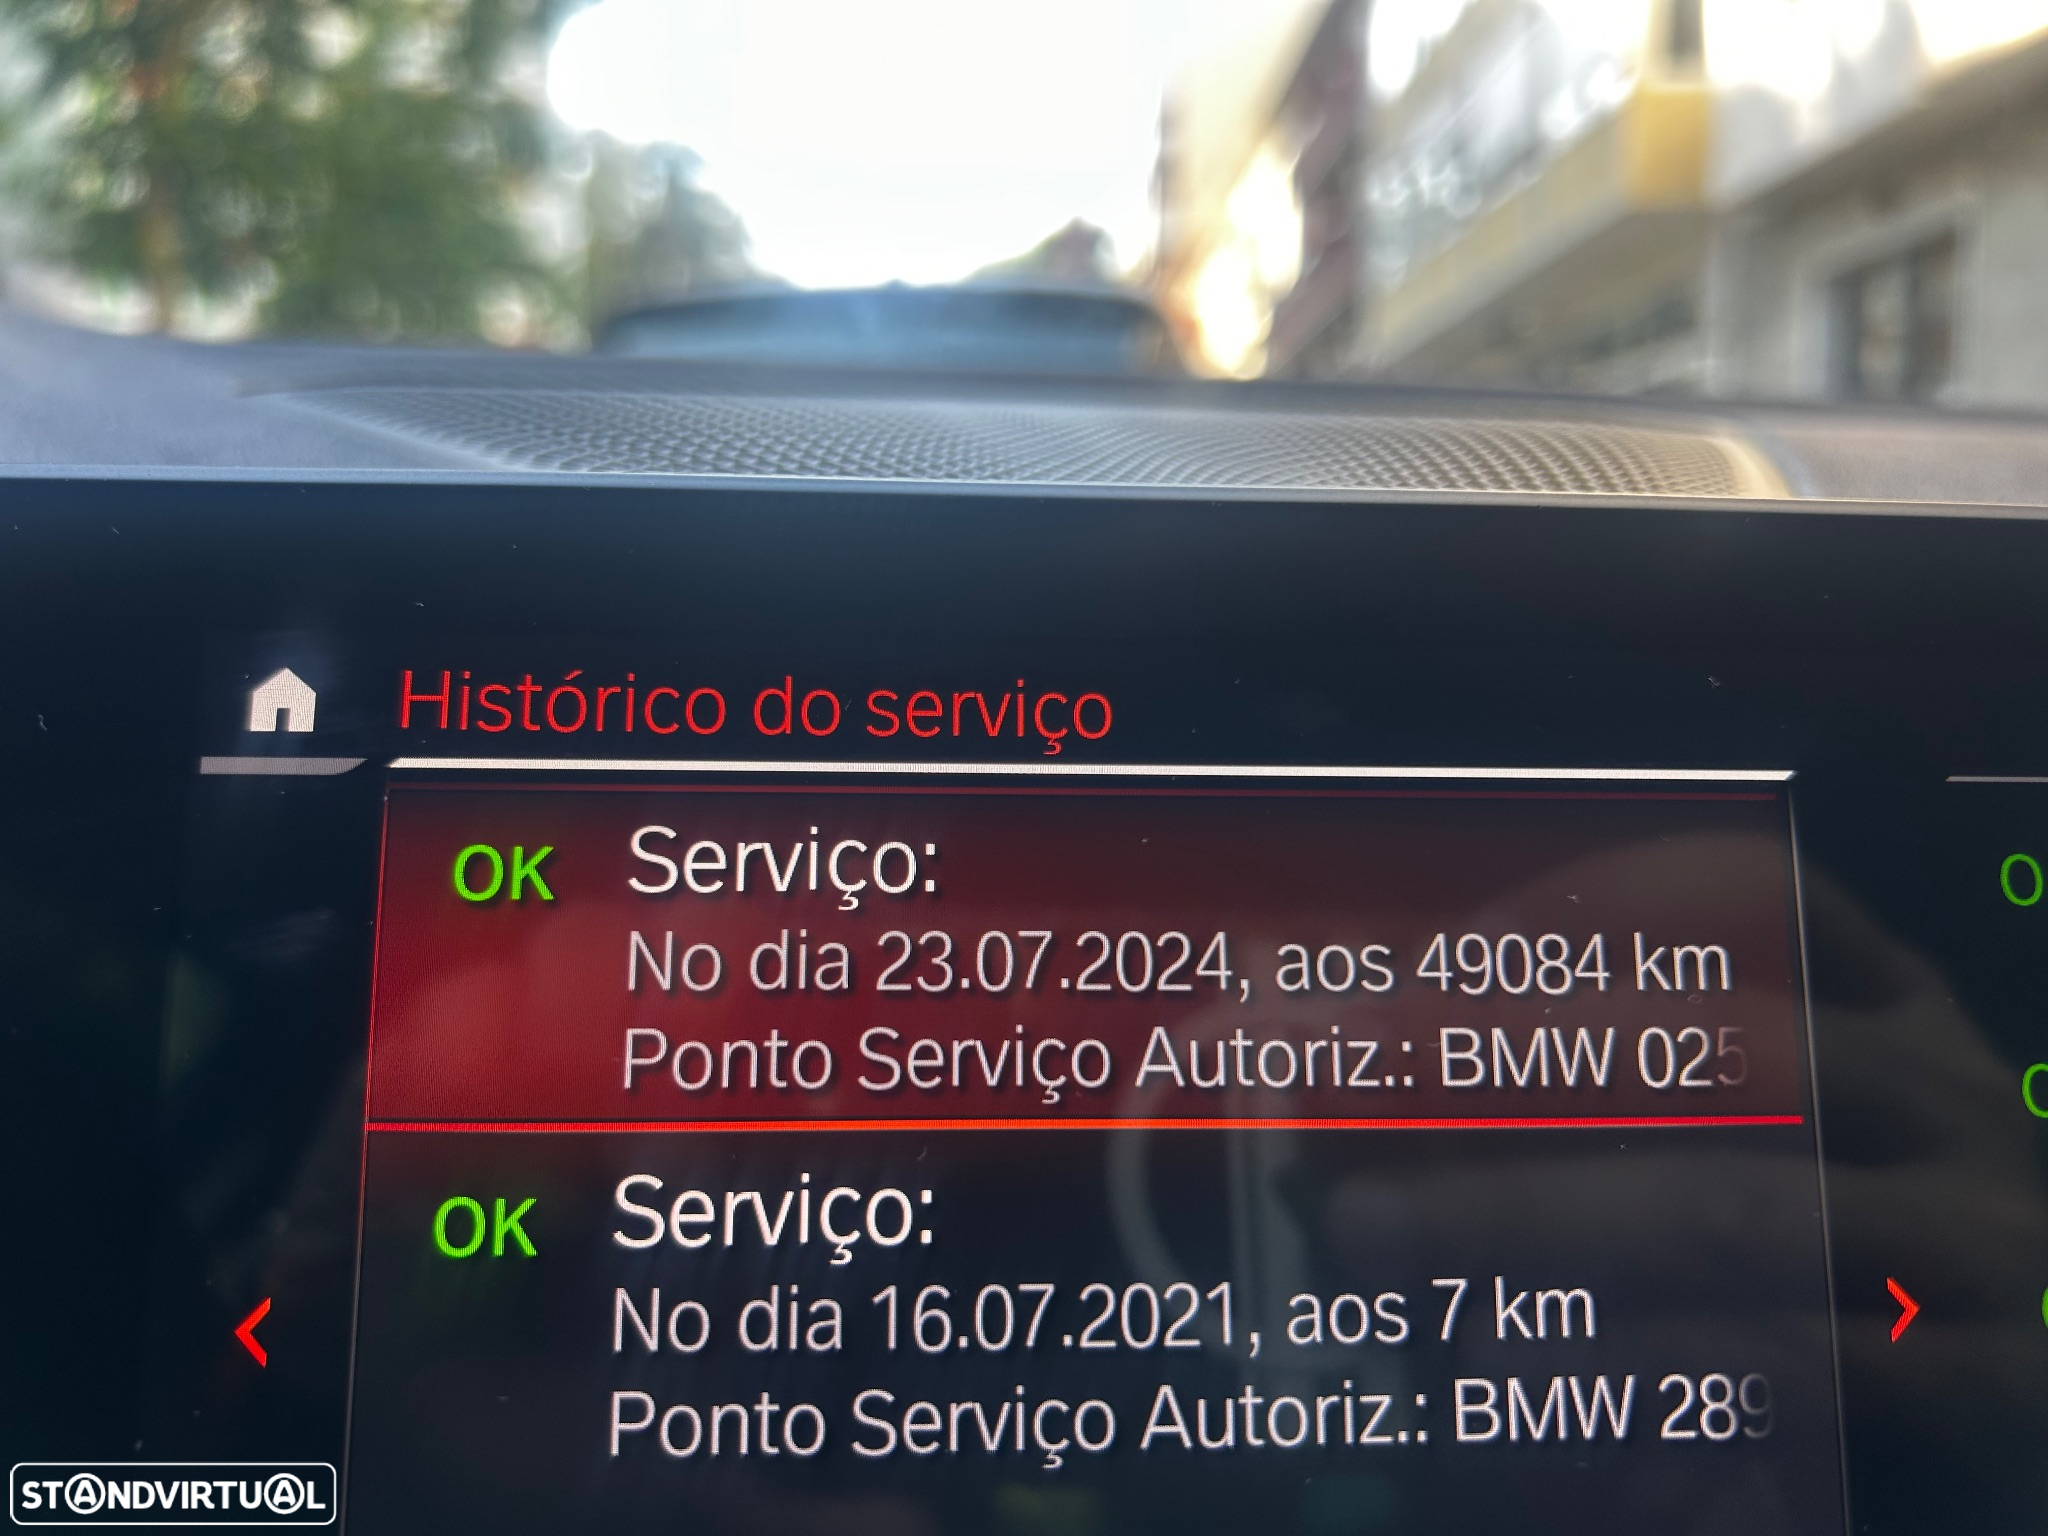 Histórico do serviço
OK Serviço:
No dia 23.07.2024, aos 49084 km
Ponto Serviço Autoriz.: BMW 025
OK Serviço:
No dia 16.07.2021, aos 7 km
Ponto Serviço Autoriz.: BMW 289
STANDVIRTUAL